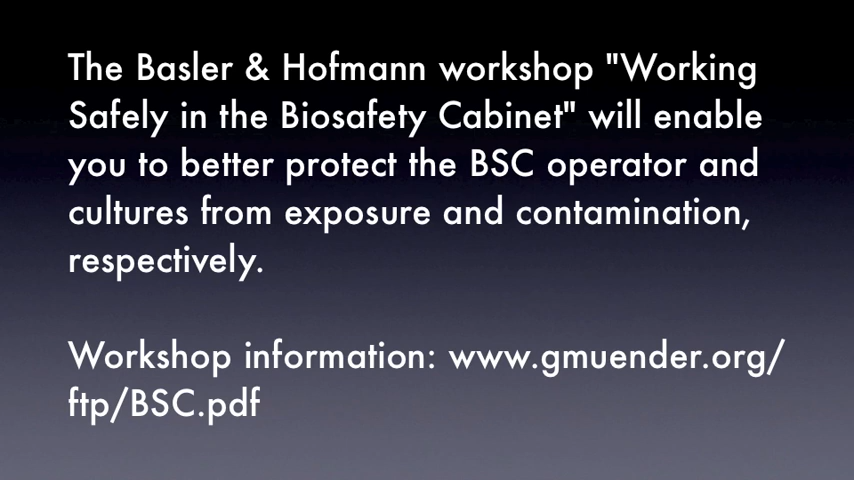 The Basler & Hofmann workshop "Working
Safely in the Biosafety Cabinet" will enable
you to better protect the BSC operator and
cultures from exposure and contamination,
respectively.
Workshop information: www.gmuender.org/
ftp/BSC.pdf